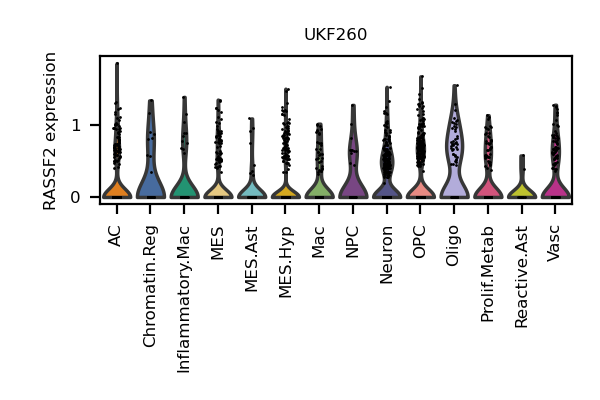 UKF260
RASSF2 expression
1
0
AC
Chromatin.Reg
Inflammatory.Mac
MES
MES.Ast
MES.Hyp
Mac
NPC
Neuron
OPC
Oligo
Prolif.Metab
Reactive.Ast
Vasc